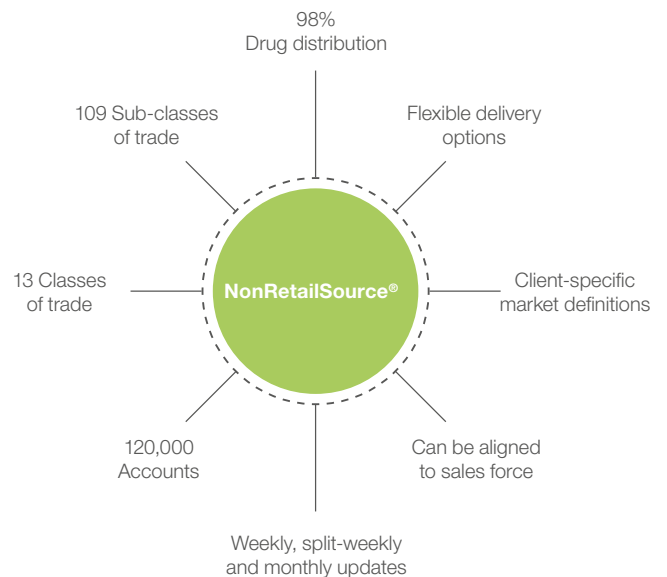 98%
Drug distribution
109 Sub-classes
of trade
Flexible delivery
options
13 Classes
of trade
NonRetailSource®
Client-specific
market definitions
120,000
Accounts
Can be aligned
to sales force
Weekly, split-weekly
and monthly updates